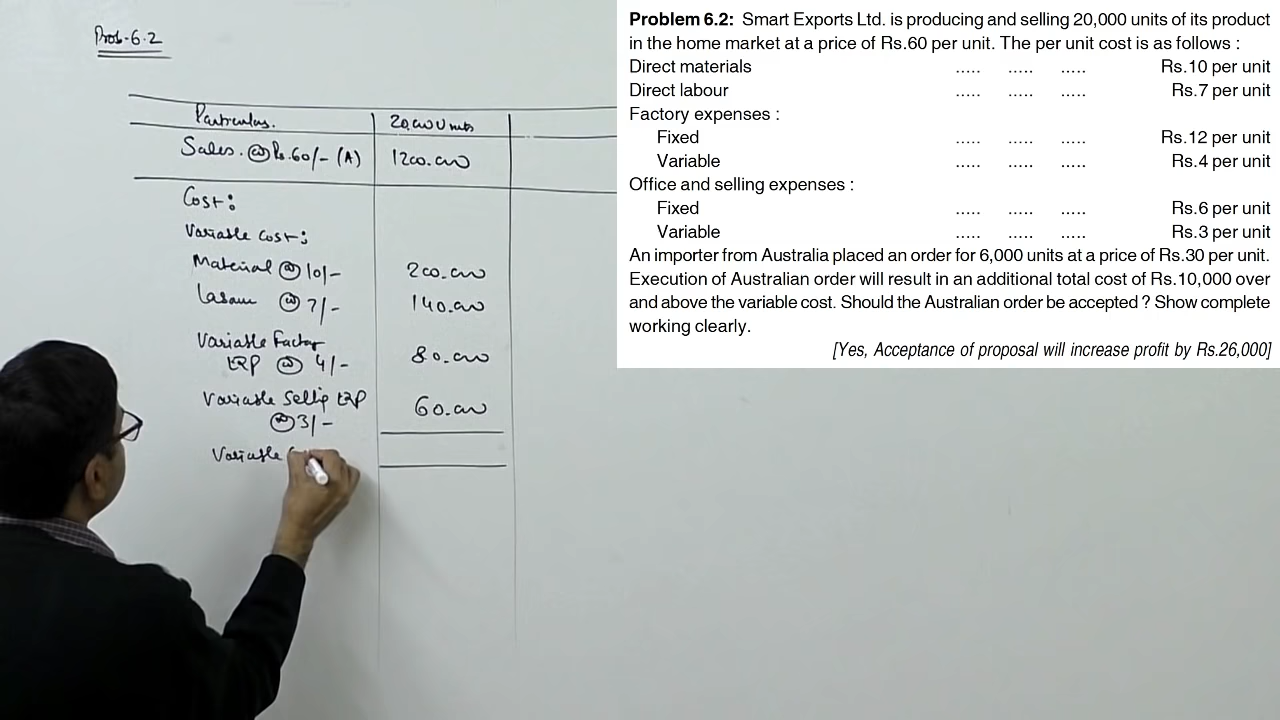 Prob-6.2
Particulars. 20,000 Units
Sales. @ Rs.60/- (A) 1200.000
Cost:
Variable Cost:
Material @ 10/- 200.000
Labour @ 7/- 140.000
Variable Factory
EXP @ 4/- 80.000
Variable Selling EXP 60.000
@ 3/-
Variable
Problem 6.2: Smart Exports Ltd. is producing and selling 20,000 units of its product
in the home market at a price of Rs.60 per unit. The per unit cost is as follows :
Direct materials ..... ..... ..... Rs.10 per unit
Direct labour ..... ..... ..... Rs.7 per unit
Factory expenses :
Fixed ..... ..... ..... Rs.12 per unit
Variable ..... ..... ..... Rs.4 per unit
Office and selling expenses :
Fixed ..... ..... ..... Rs.6 per unit
Variable ..... ..... ..... Rs.3 per unit
An importer from Australia placed an order for 6,000 units at a price of Rs.30 per unit.
Execution of Australian order will result in an additional total cost of Rs.10,000 over
and above the variable cost. Should the Australian order be accepted ? Show complete
working clearly.
[Yes, Acceptance of proposal will increase profit by Rs.26,000]